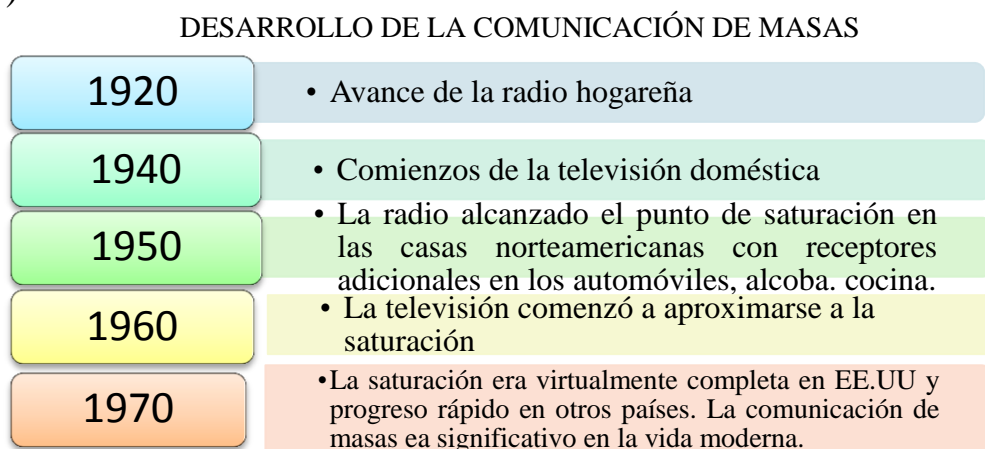 )
DESARROLLO DE LA COMUNICACIÓN DE MASAS
1920
• Avance de la radio hogareña
1940
• Comienzos de la televisión doméstica
1950
• La radio alcanzado el punto de saturación en
las casas norteamericanas con receptores
adicionales en los automóviles, alcoba. cocina.
1960
• La televisión comenzó a aproximarse a la
saturación
1970
•La saturación era virtualmente completa en EE.UU y
progreso rápido en otros países. La comunicación de
masas ea significativo en la vida moderna.